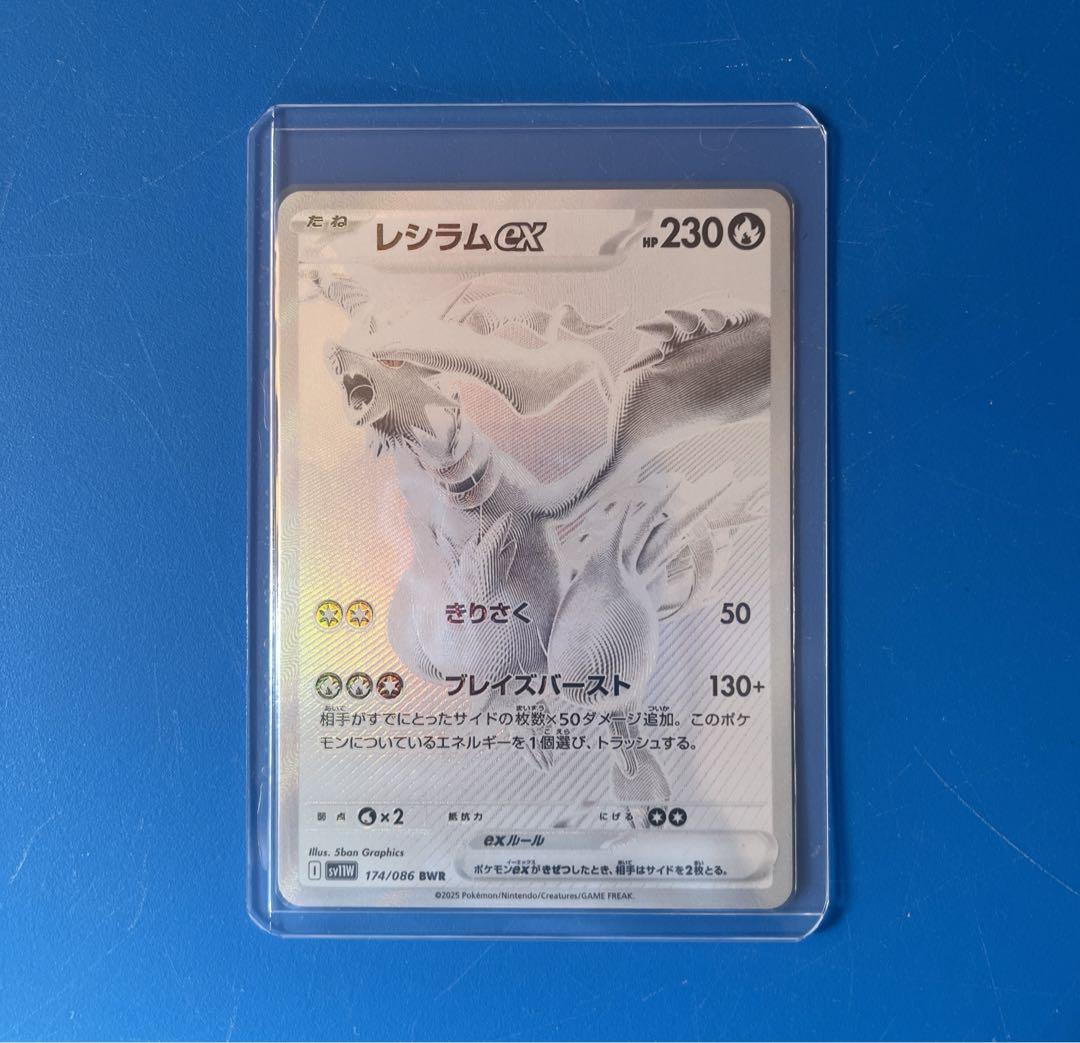 たね レシラムex HP 230
きりさく 50
ブレイズバースト 130+
相手がすでにとったサイドの枚数×50ダメージ追加。このポケ
モンについているエネルギーを1個選び、トラッシュする。
弱点 ×2 抵抗力 にげる
exルール
ポケモンexがきぜつしたとき、相手はサイドを2枚とる。
Illus. 5ban Graphics
I sv11W 174/086 BWR
©2025 Pokémon/Nintendo/Creatures/GAME FREAK.